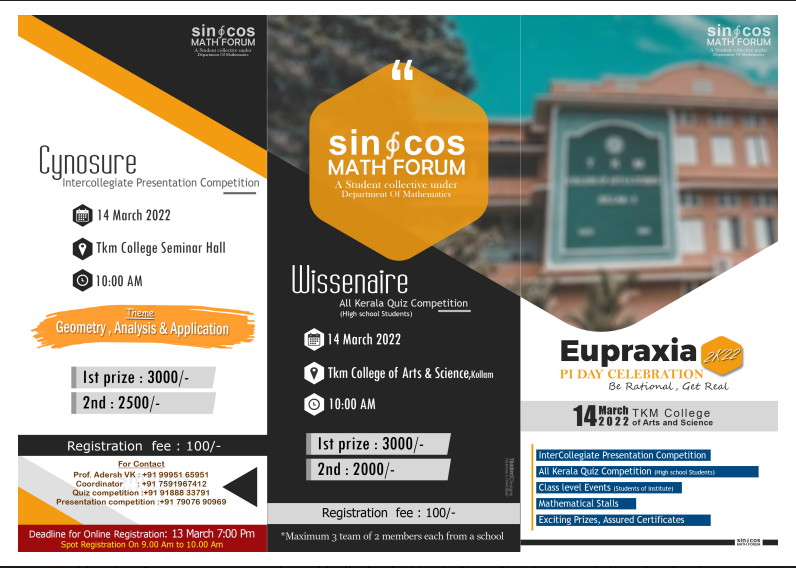 sin∮cos
MATH FORUM
A Student collective under
Department Of Mathematics
Cynosure
Intercollegiate Presentation Competition
14 March 2022
Tkm College Seminar Hall
10:00 AM
Theme
Geometry , Analysis & Application
1st prize : 3000/-
2nd : 2500/-
Registration fee : 100/-
For Contact
Prof. Adersh VK : +91 99951 65951
Coordinator : +91 7591967412
Quiz competition :+91 91888 33791
Presentation competition :+91 79076 90969
Deadline for Online Registration: 13 March 7:00 Pm
Spot Registration On 9.00 Am to 10.00 Am
“
sin∮cos
MATH FORUM
A Student collective under
Department Of Mathematics
Wissenaire
All Kerala Quiz Competition
(High school Students)
14 March 2022
Tkm College of Arts & Science,Kollam
10:00 AM
1st prize : 3000/-
2nd : 2000/-
Registration fee : 100/-
*Maximum 3 team of 2 members each from a school
sin∮cos
MATH FORUM
A Student collective under
Department Of Mathematics
T K M
Eupraxia 2K22
PI DAY CELEBRATION
Be Rational , Get Real
14 March 2022 TKM College of Arts and Science
InterCollegiate Presentation Competition
All Kerala Quiz Competition (High school Students)
Class level Events (Students of Institute)
Mathematical Stalls
Exciting Prizes, Assured Certificates
sin∮cos
MATH FORUM